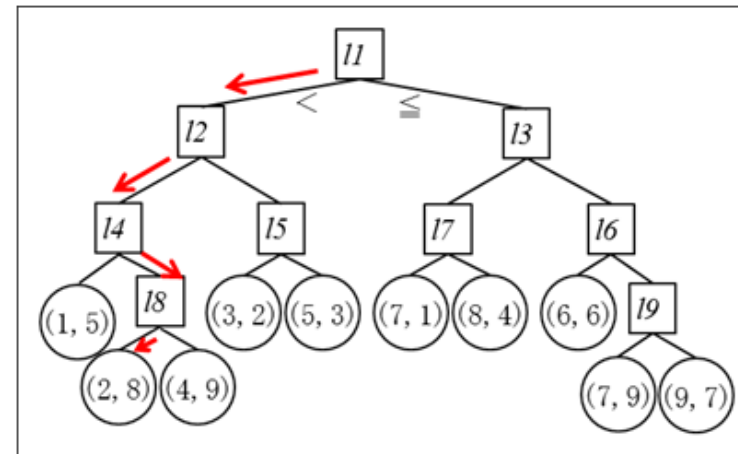 l1
< ≦
l2 l3
l4 l5 l7 l6
(1, 5) l8 (3, 2) (5, 3) (7, 1) (8, 4) (6, 6) l9
(2, 8) (4, 9) (7, 9) (9, 7)